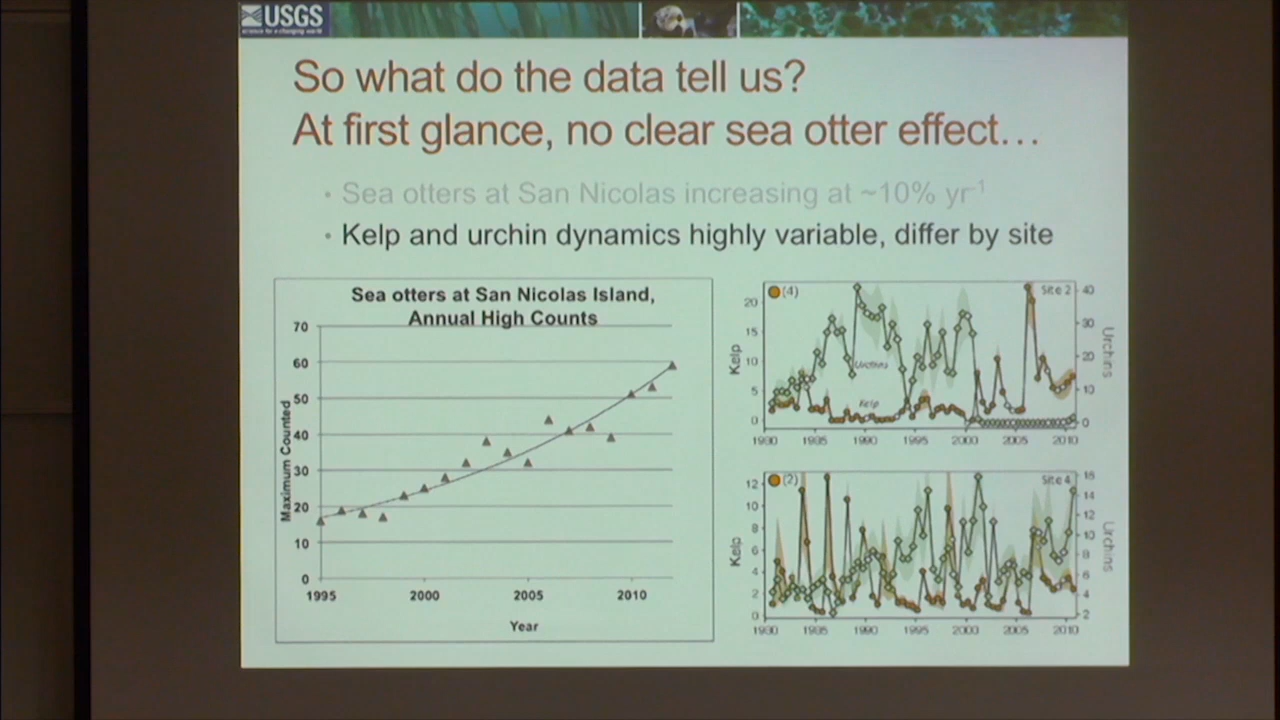 USGS
science for a changing world
So what do the data tell us?
At first glance, no clear sea otter effect…
• Sea otters at San Nicolas increasing at ~10% yr-1
• Kelp and urchin dynamics highly variable, differ by site
Sea otters at San Nicolas Island,
Annual High Counts
Maximum Counted
70
60
50
40
30
20
10
0
1995 2000 2005 2010
Year
(4) Site 2
Kelp
20
15
10
5
0
Urchins
Kelp
40
30
20
10
0
Urchins
1980 1985 1990 1995 2000 2005 2010
(2) Site 4
Kelp
12
10
8
6
4
2
0
16
14
12
10
8
6
4
2
Urchins
1980 1985 1990 1995 2000 2005 2010